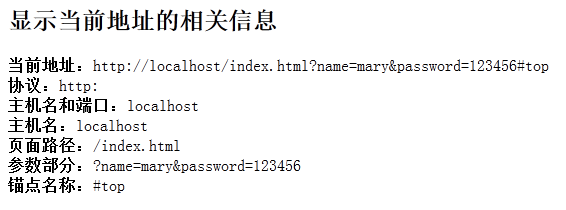 显示当前地址的相关信息
当前地址：http://localhost/index.html?name=mary&password=123456#top
协议：http:
主机名和端口：localhost
主机名：localhost
页面路径：/index.html
参数部分：?name=mary&password=123456
锚点名称：#top